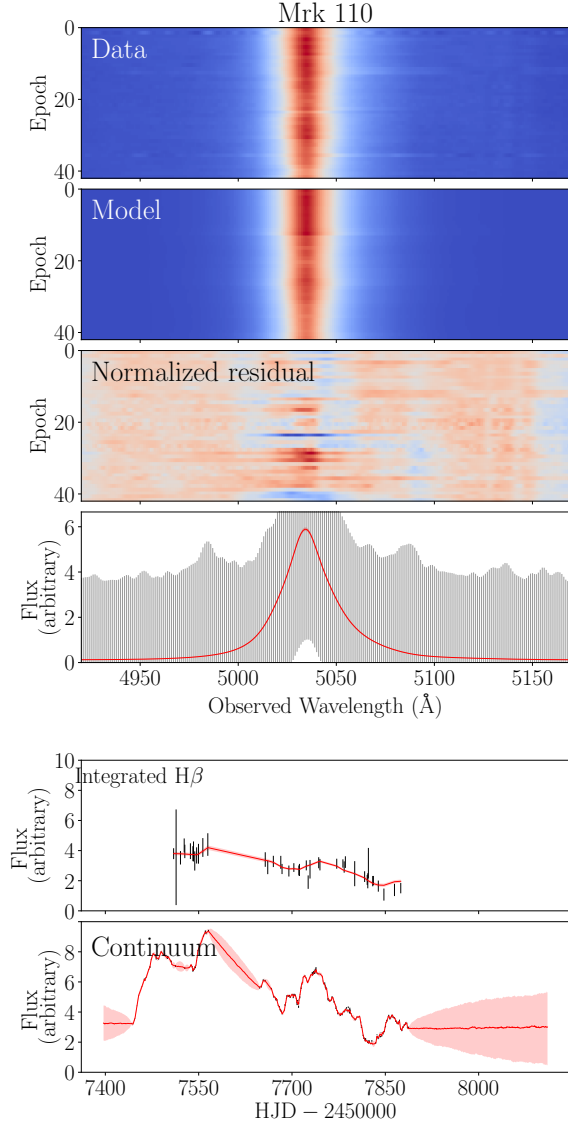 Mrk 110
0
Data
20
Epoch
40
0
Model
20
Epoch
40
0
Normalized residual
20
Epoch
40
6
4
2
0
Flux
(arbitrary)
4950 5000 5050 5100 5150
Observed Wavelength (Å)
10
Integrated Hβ
8
6
4
2
0
Flux
(arbitrary)
Continuum
8
6
4
2
0
Flux
(arbitrary)
7400 7550 7700 7850 8000
HJD − 2450000